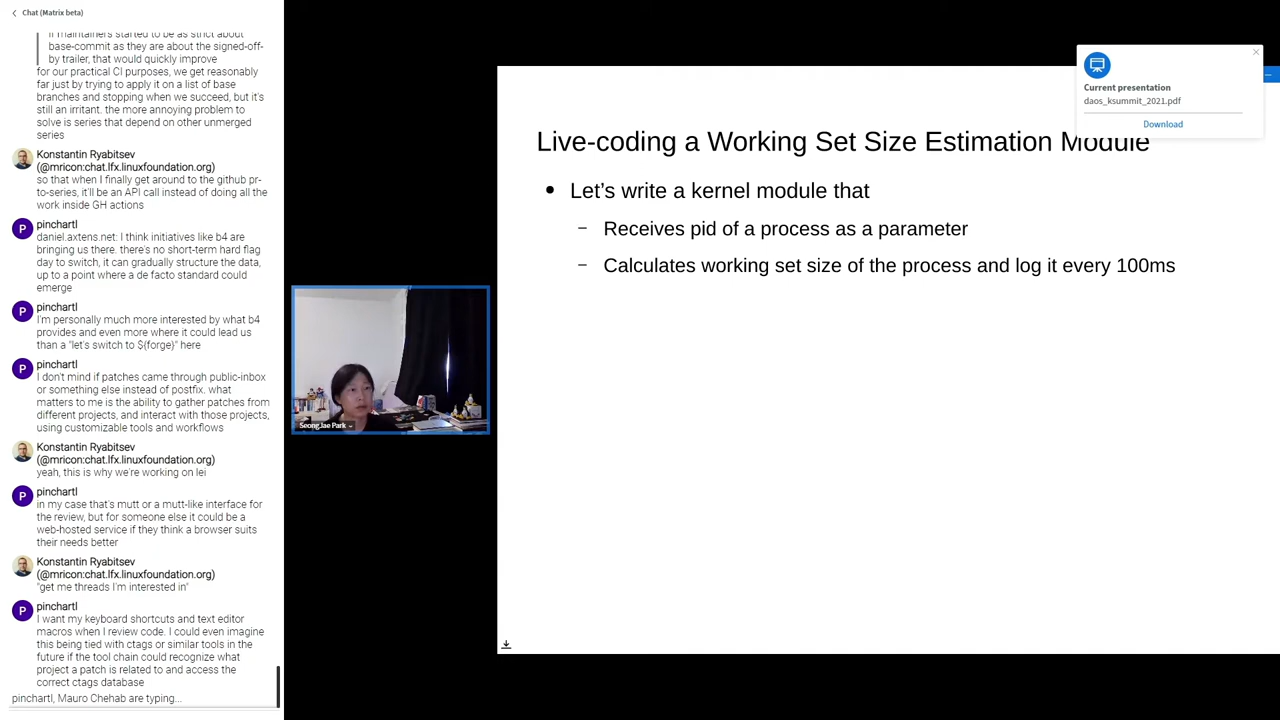 Chat (Matrix beta)
if maintainers started to be as strict about
base-commit as they are about the signed-off-
by trailer, that would quickly improve
for our practical CI purposes, we get reasonably
far just by trying to apply it on a list of base
branches and stopping when we succeed, but it's
still an irritant. the more annoying problem to
solve is series that depend on other unmerged
series
Konstantin Ryabitsev
(@mricon:chat.lfx.linuxfoundation.org)
so that when I finally get around to the github pr-
to-series, it'll be an API call instead of doing all the
work inside GH actions
P
pinchartl
daniel.axtens.net: I think initiatives like b4 are
bringing us there. there's no short-term hard flag
day to switch, it can gradually structure the data,
up to a point where a de facto standard could
emerge
P
pinchartl
I'm personally much more interested by what b4
provides and even more where it could lead us
than a "let's switch to ${forge}" here
P
pinchartl
I don't mind if patches came through public-inbox
or something else instead of postfix. what
matters to me is the ability to gather patches from
different projects, and interact with those projects,
using customizable tools and workflows
Konstantin Ryabitsev
(@mricon:chat.lfx.linuxfoundation.org)
yeah, this is why we're working on lei
P
pinchartl
in my case that's mutt or a mutt-like interface for
the review, but for someone else it could be a
web-hosted service if they think a browser suits
their needs better
Konstantin Ryabitsev
(@mricon:chat.lfx.linuxfoundation.org)
"get me threads I'm interested in"
P
pinchartl
I want my keyboard shortcuts and text editor
macros when I review code. I could even imagine
this being tied with ctags or similar tools in the
future if the tool chain could recognize what
project a patch is related to and access the
correct ctags database
pinchartl, Mauro Chehab are typing...
SeongJae Park
Live-coding a Working Set Size Estimation Module
• Let's write a kernel module that
– Receives pid of a process as a parameter
– Calculates working set size of the process and log it every 100ms
Current presentation
daos_ksummit_2021.pdf
Download